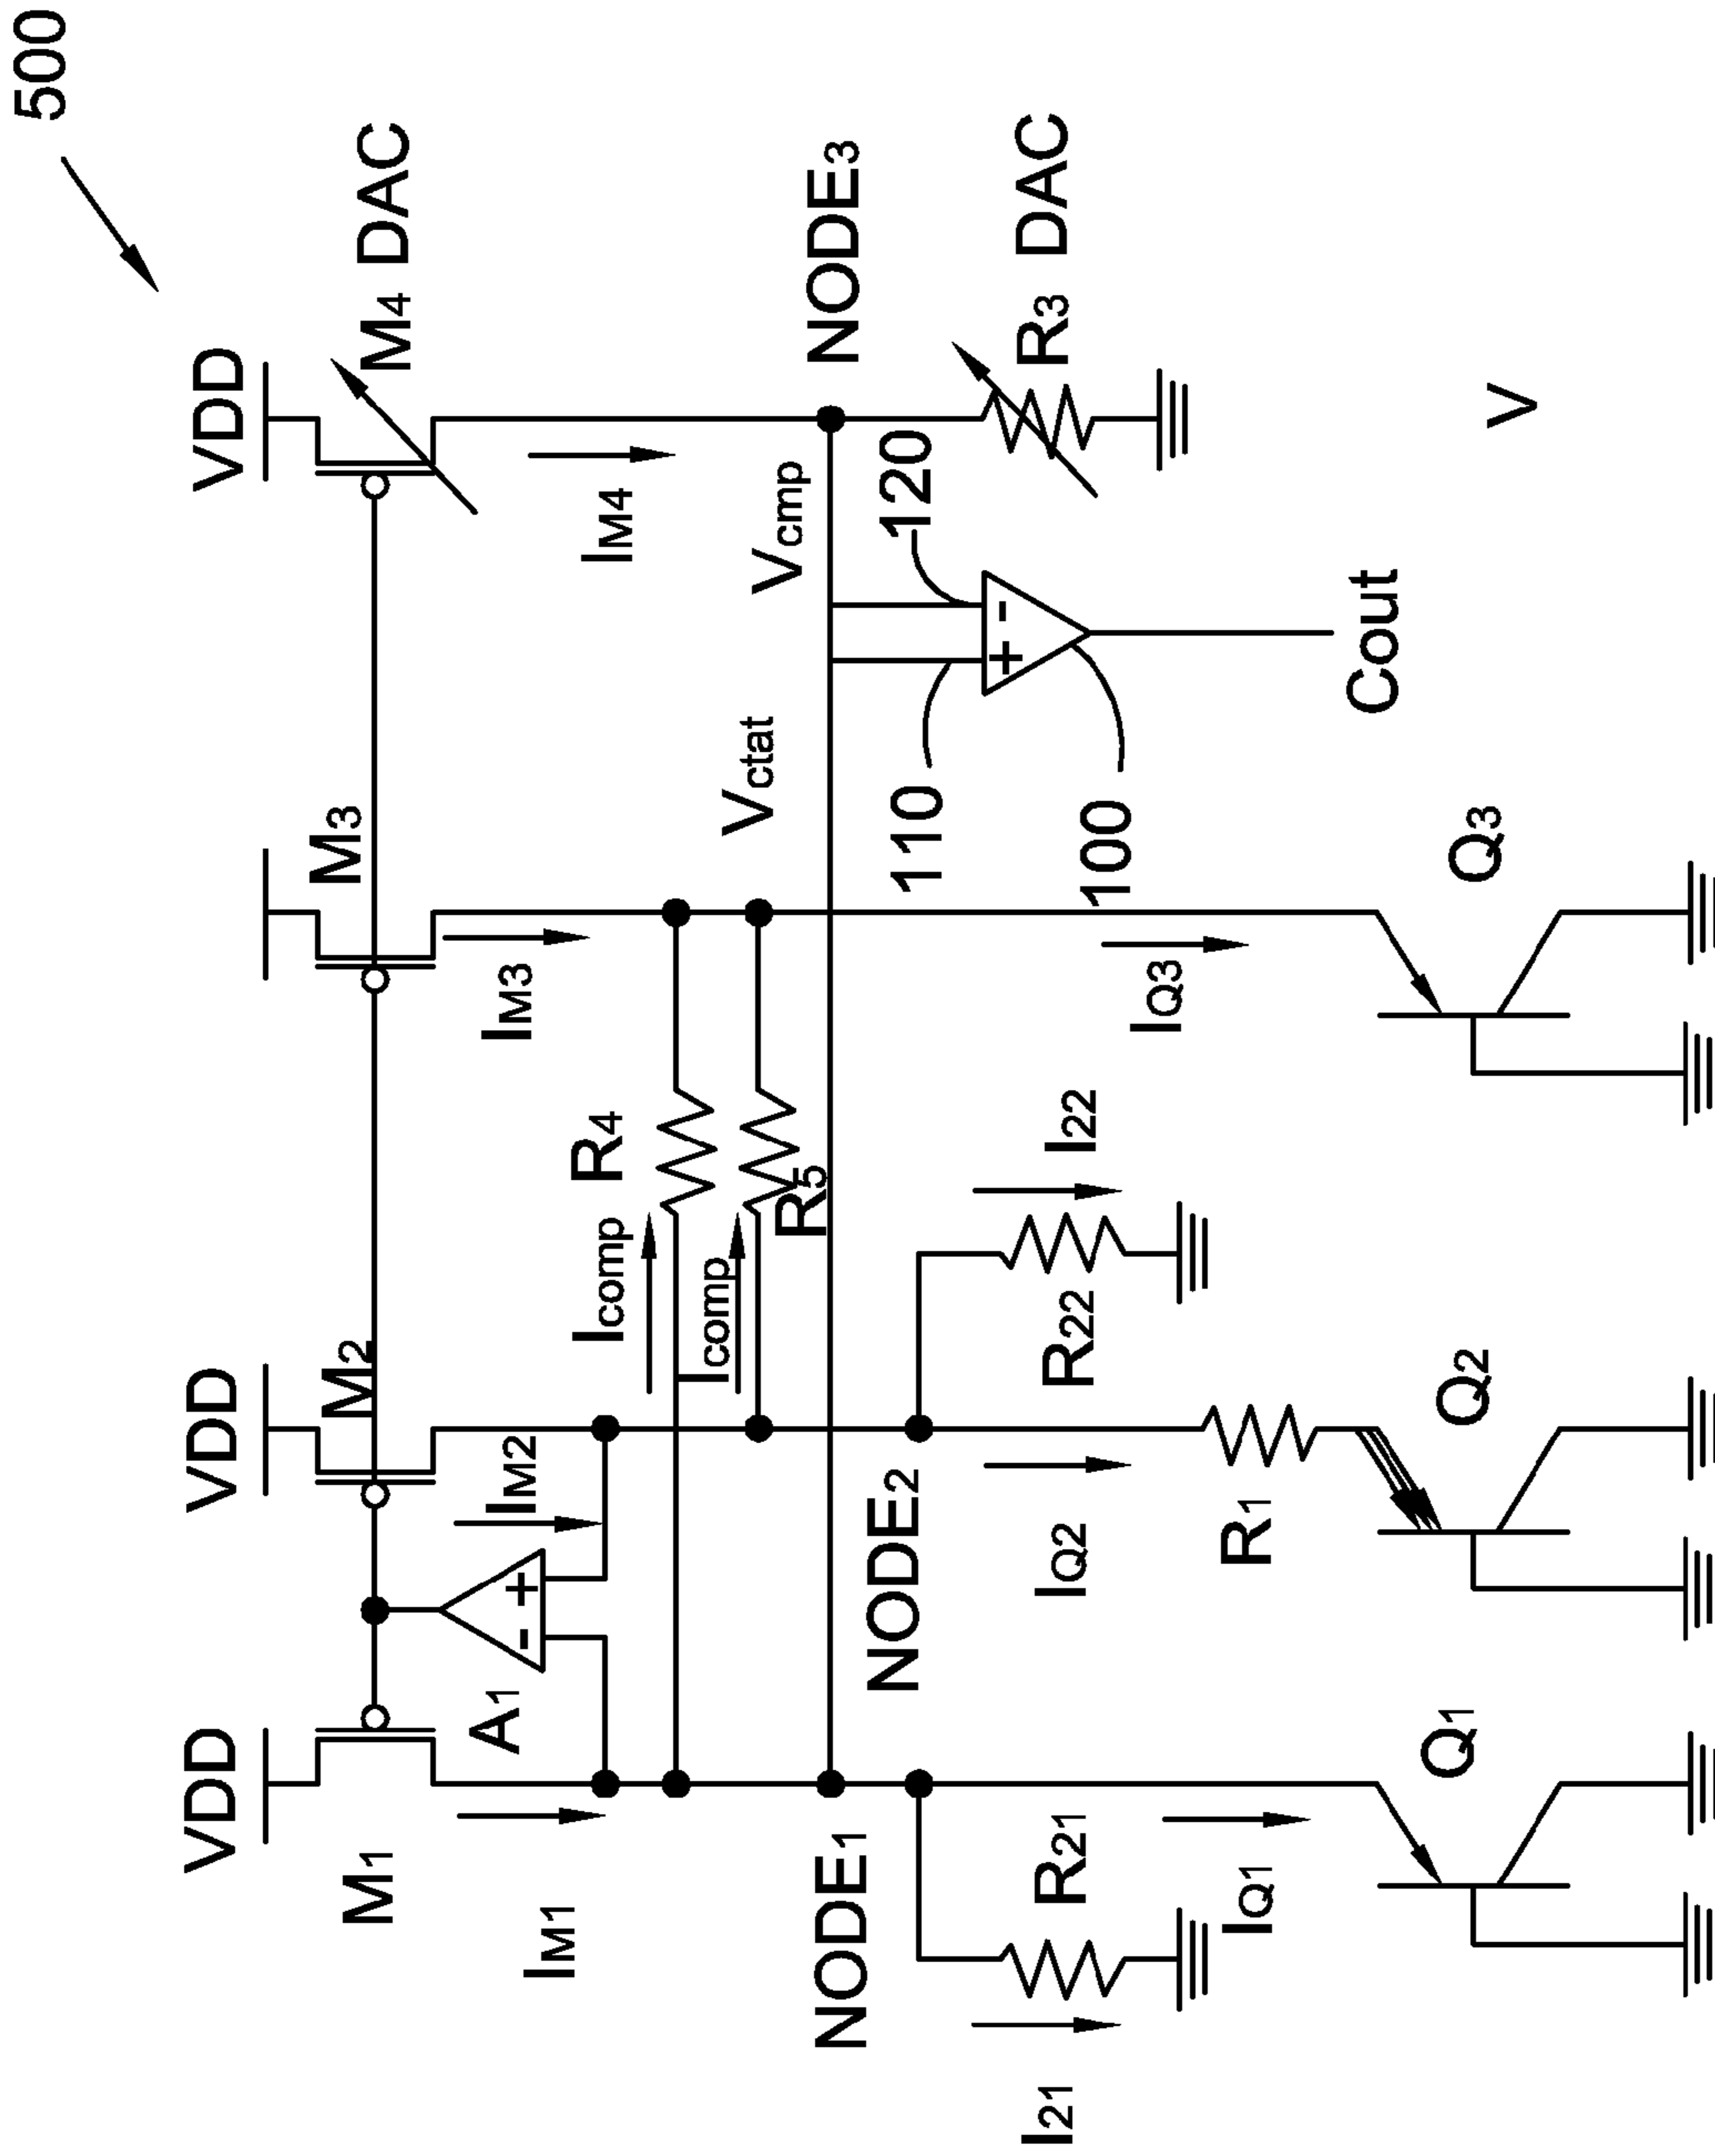 500
VDD
VDD
VDD
M1
M2
M3
M4 DAC
A1
-
+
IM1
IM2
IM3
IM4
Icomp
R4
Icomp
R5
Vctat
Vcmp
NODE1
NODE2
NODE3
110
120
+
-
100
Cout
R3 DAC
I21
R21
R22
I22
IQ1
IQ2
IQ3
R1
Q1
Q2
Q3
V